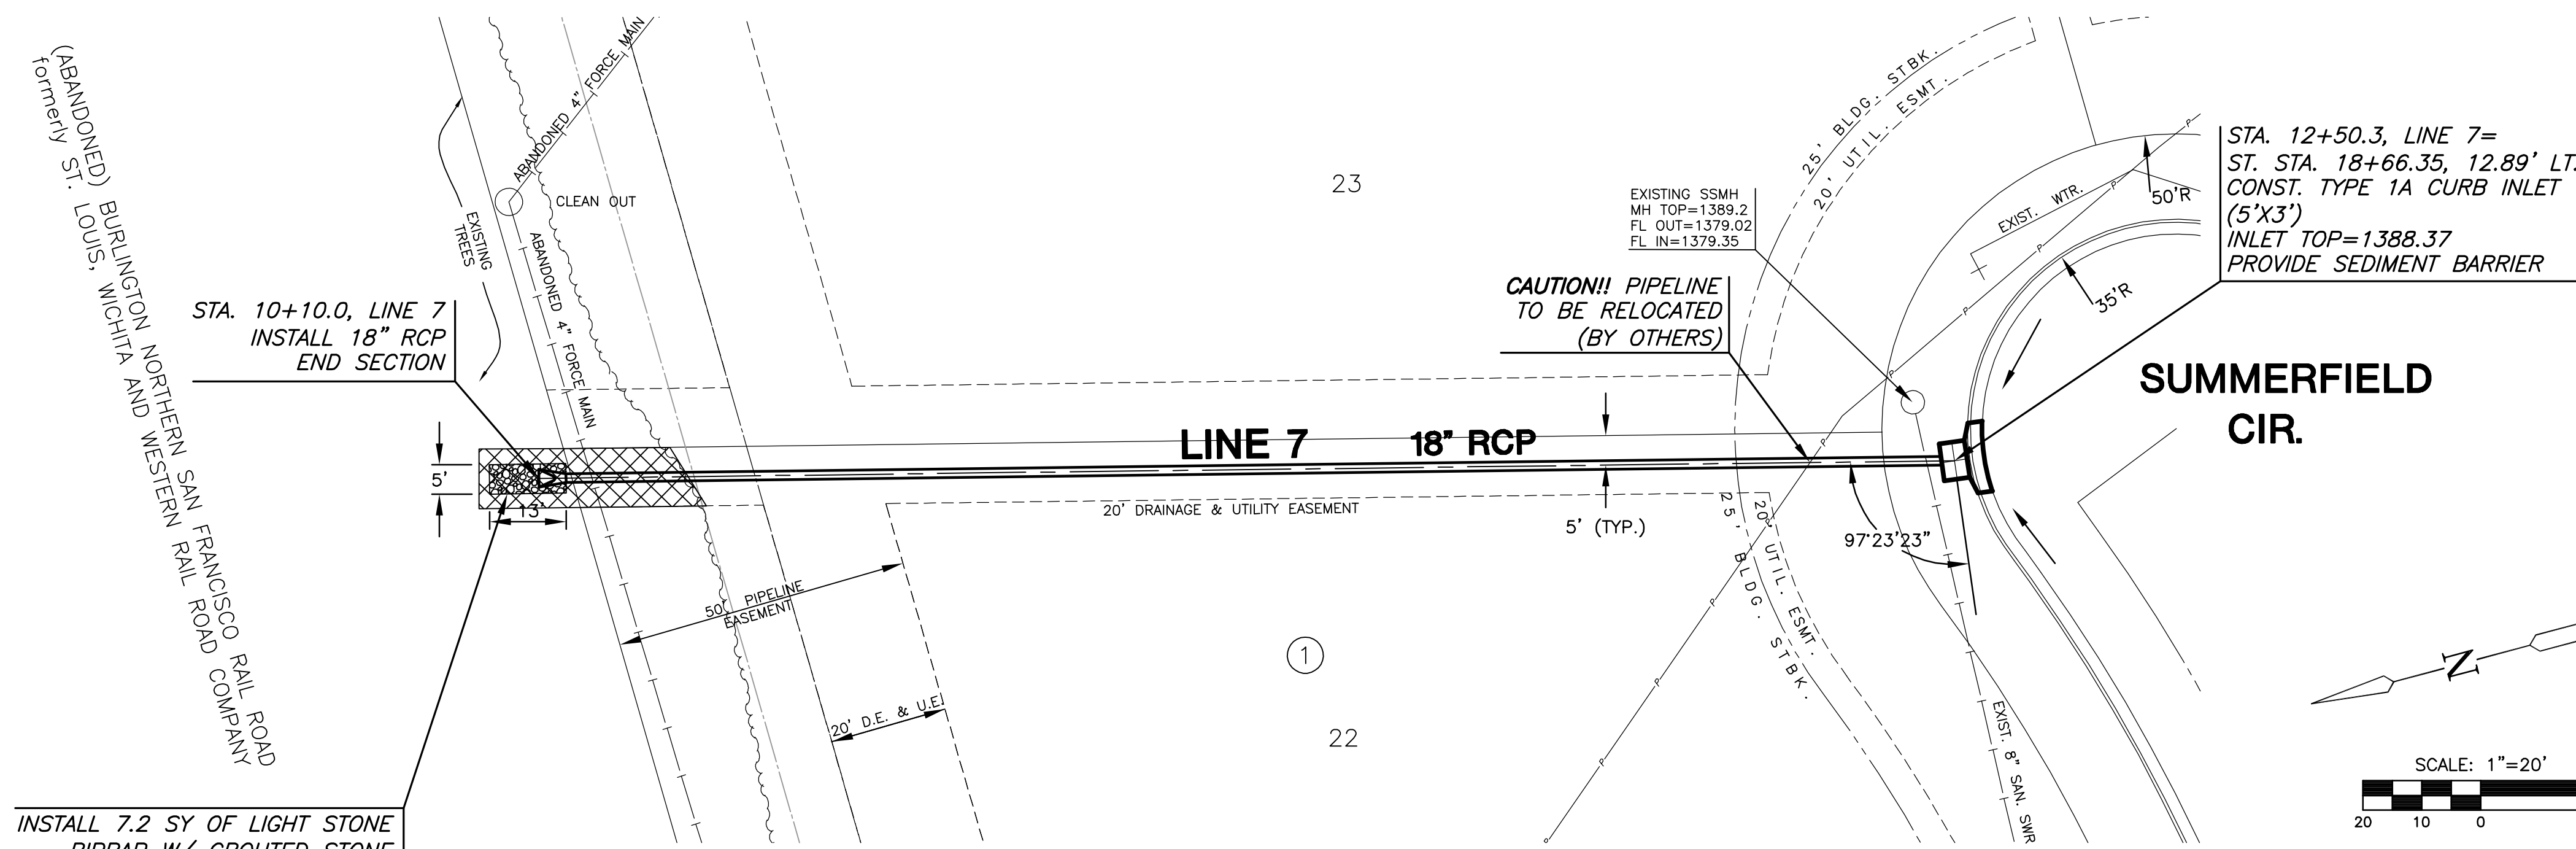 (ABANDONED) BURLINGTON NORTHERN SAN FRANCISCO RAIL ROAD
formerly ST. LOUIS, WICHITA AND WESTERN RAIL ROAD COMPANY
ABANDONED 4" FORCE MAIN
CLEAN OUT
EXISTING
TREES
ABANDONED 4" FORCE MAIN
STA. 10+10.0, LINE 7
INSTALL 18" RCP
END SECTION
5'
13'
INSTALL 7.2 SY OF LIGHT STONE
RIPRAP W/ GROUTED STONE
50' PIPELINE
EASEMENT
20' D.E. & U.E.
23
LINE 7
18" RCP
20' DRAINAGE & UTILITY EASEMENT
5' (TYP.)
1
22
CAUTION!! PIPELINE
TO BE RELOCATED
(BY OTHERS)
EXISTING SSMH
MH TOP=1389.2
FL OUT=1379.02
FL IN=1379.35
25' BLDG. STBK.
20' UTIL. ESMT.
20' UTIL. ESMT.
25' BLDG. STBK.
P
P
P
P
P
P
P
P
P
P
P
EXIST. WTR.
50'R
35'R
97°23'23"
STA. 12+50.3, LINE 7=
ST. STA. 18+66.35, 12.89' LT.
CONST. TYPE 1A CURB INLET
(5'X3')
INLET TOP=1388.37
PROVIDE SEDIMENT BARRIER
SUMMERFIELD
CIR.
EXIST. 8" SAN. SWR
N
SCALE: 1"=20'
20 10 0